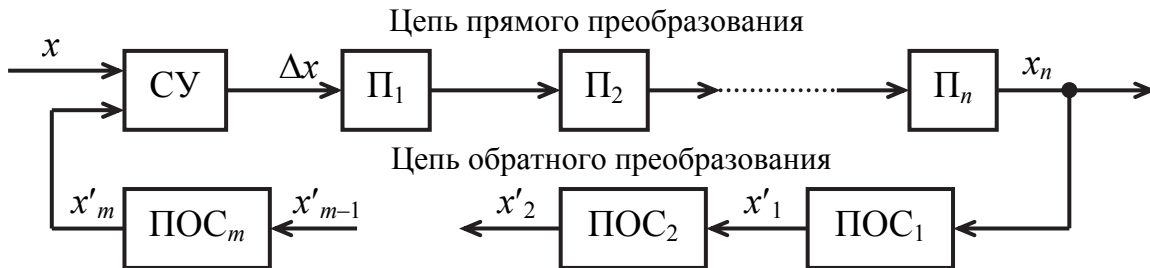 Цепь прямого преобразования
x СУ Δx П₁ П₂ Пₙ xₙ
Цепь обратного преобразования
x′ₘ ПОСₘ x′ₘ₋₁ x′₂ ПОС₂ x′₁ ПОС₁